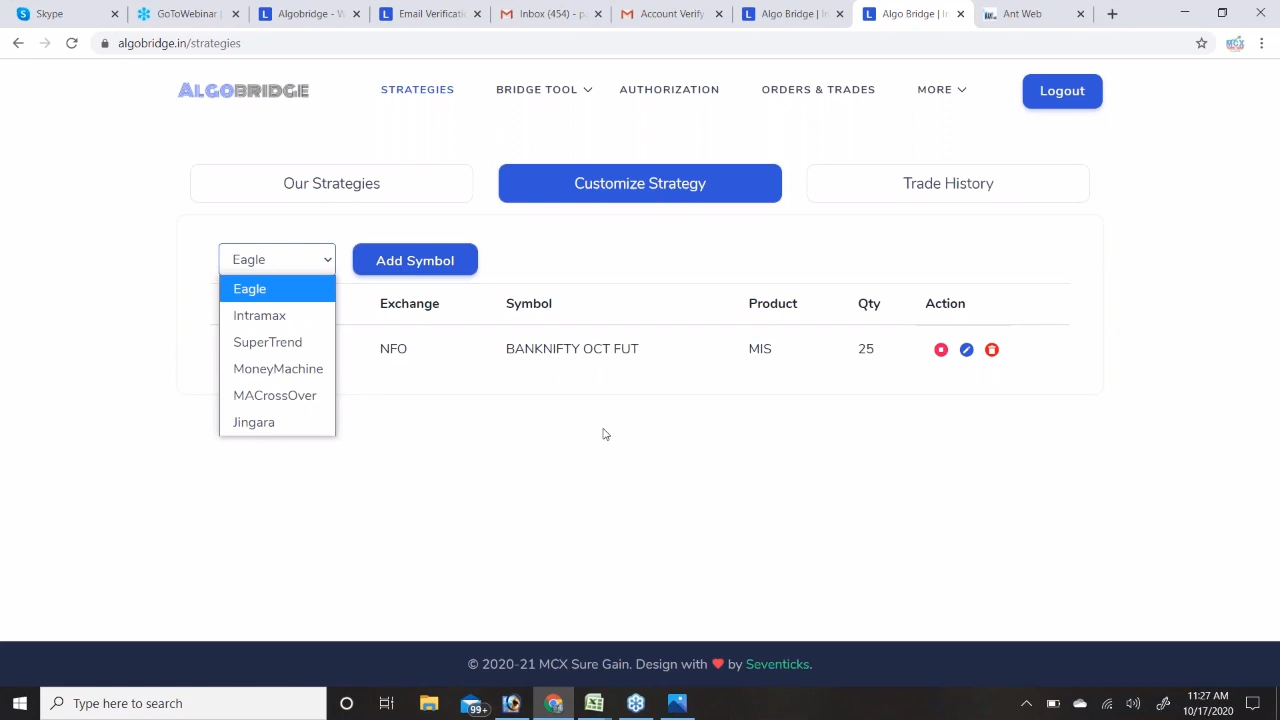 Skype
GoToWebinar
Algobridge - W
Email Verificati
Inbox (454) - p
Account Verify
Algo Bridge | In
Algo Bridge | In
Ant Web
algobridge.in/strategies
MCX
ALGOBRIDGE
STRATEGIES
BRIDGE TOOL
AUTHORIZATION
ORDERS & TRADES
MORE
Logout
Our Strategies
Customize Strategy
Trade History
Eagle
Add Symbol
Eagle
Intramax
SuperTrend
MoneyMachine
MACrossOver
Jingara
Exchange Symbol Product Qty Action
NFO BANKNIFTY OCT FUT MIS 25
© 2020-21 MCX Sure Gain. Design with ❤ by Seventicks.
Type here to search
99+
11:27 AM
10/17/2020